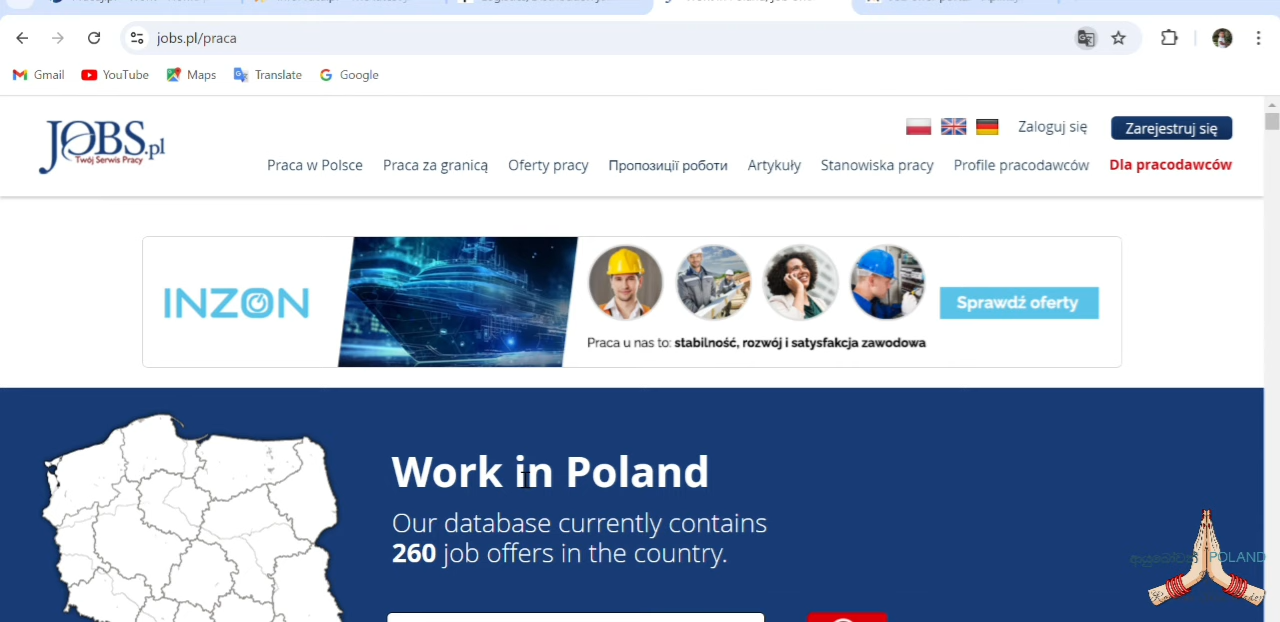 jobs.pl/praca
Gmail YouTube Maps Translate Google
JOBS.pl
Twój Serwis Pracy
Zaloguj się Zarejestruj się
Praca w Polsce Praca za granicą Oferty pracy Пропозиції роботи Artykuły Stanowiska pracy Profile pracodawców Dla pracodawców
INZON
Sprawdź oferty
Praca u nas to: stabilność, rozwój i satysfakcja zawodowa
Work in Poland
Our database currently contains
260 job offers in the country.
POLAND